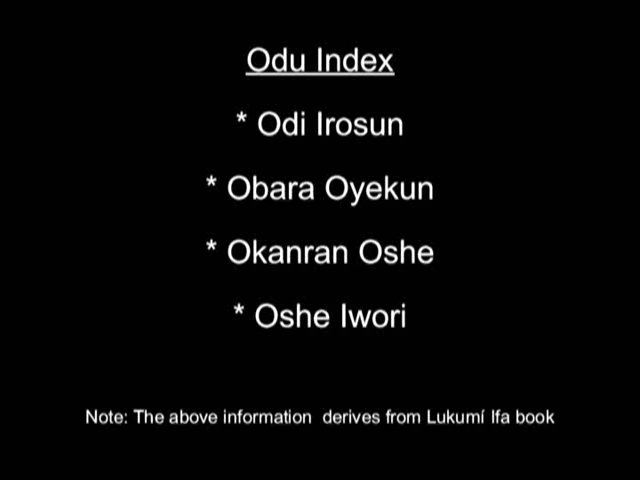 Odu Index
* Odi Irosun
* Obara Oyekun
* Okanran Oshe
* Oshe Iwori
Note: The above information  derives from Lukumí Ifa book